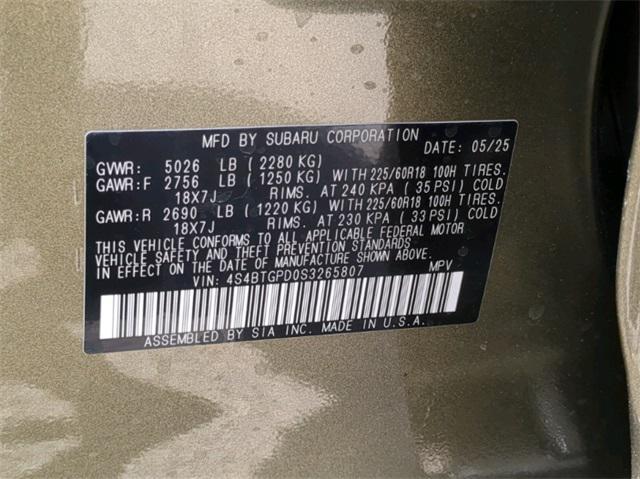 MFD BY SUBARU CORPORATION DATE: 05/25
GVWR: 5026 LB (2280 KG)
GAWR:F 2756 LB (1250 KG) WITH 225/60R18 100H TIRES.
18X7J RIMS. AT 240 KPA (35 PSI) COLD
GAWR:R 2690 LB (1220 KG) WITH 225/60R18 100H TIRES.
18X7J RIMS. AT 230 KPA (33 PSI) COLD
THIS VEHICLE CONFORMS TO ALL APPLICABLE FEDERAL MOTOR
VEHICLE SAFETY AND THEFT PREVENTION STANDARDS
IN EFFECT ON THE DATE OF MANUFACTURE SHOWN ABOVE.
VIN: 4S4BTGPD0S3265807 MPV
ASSEMBLED BY SIA INC. MADE IN U.S.A.